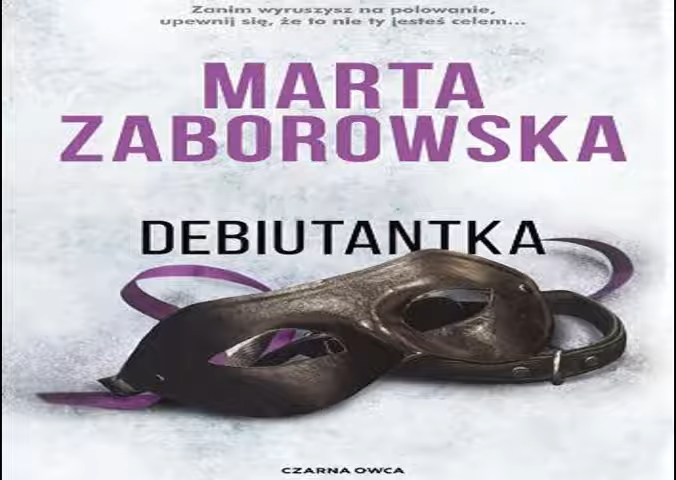 Zanim wyruszysz na polowanie,
upewnij się, że to nie ty jesteś celem...
MARTA
ZABOROWSKA
DEBIUTANTKA
CZARNA OWCA